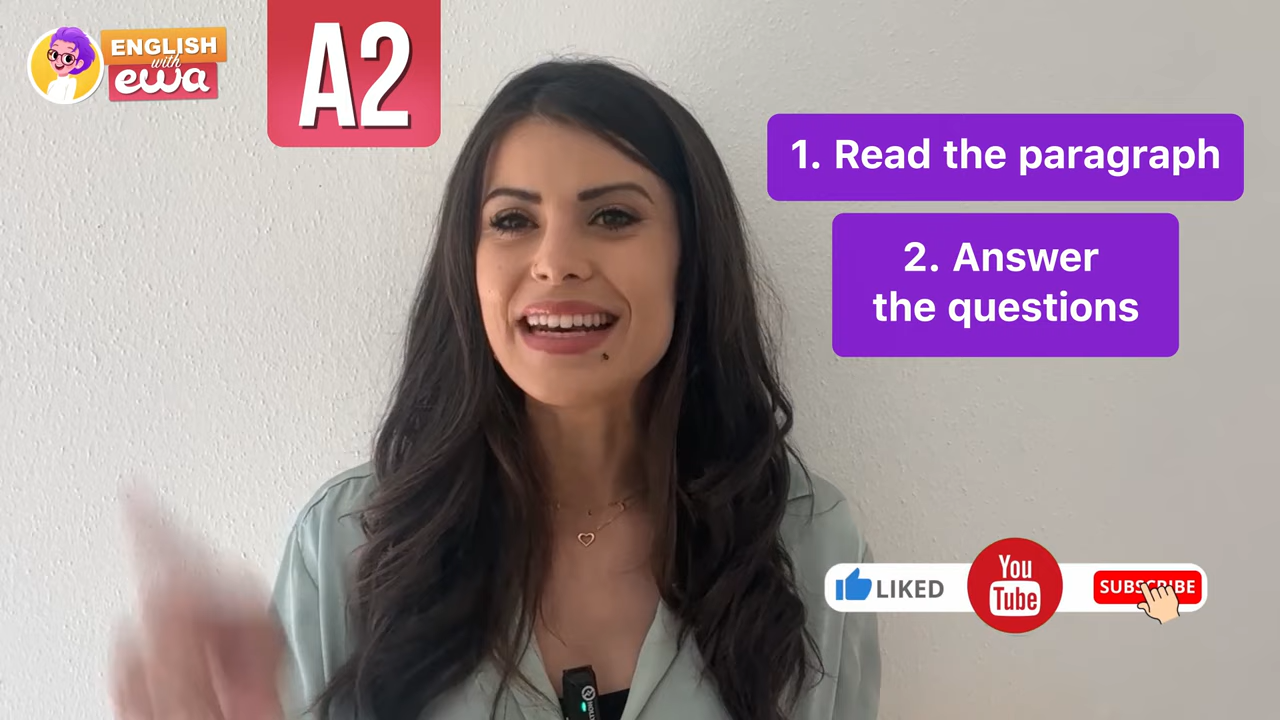 ENGLISH
with
ewa
A2
1. Read the paragraph
2. Answer
the questions
LIKED
You
Tube
SUBSCRIBE